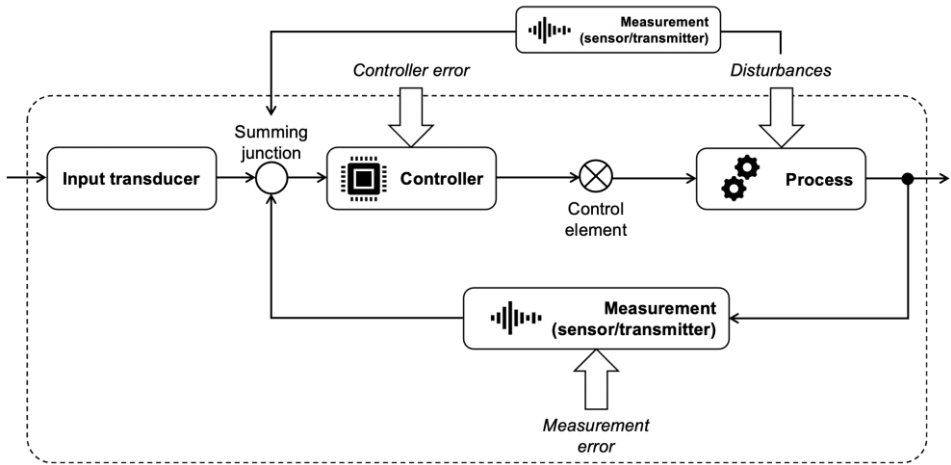 Measurement
(sensor/transmitter)
Controller error
Disturbances
Summing
junction
Input transducer
Controller
Control
element
Process
Measurement
(sensor/transmitter)
Measurement
error